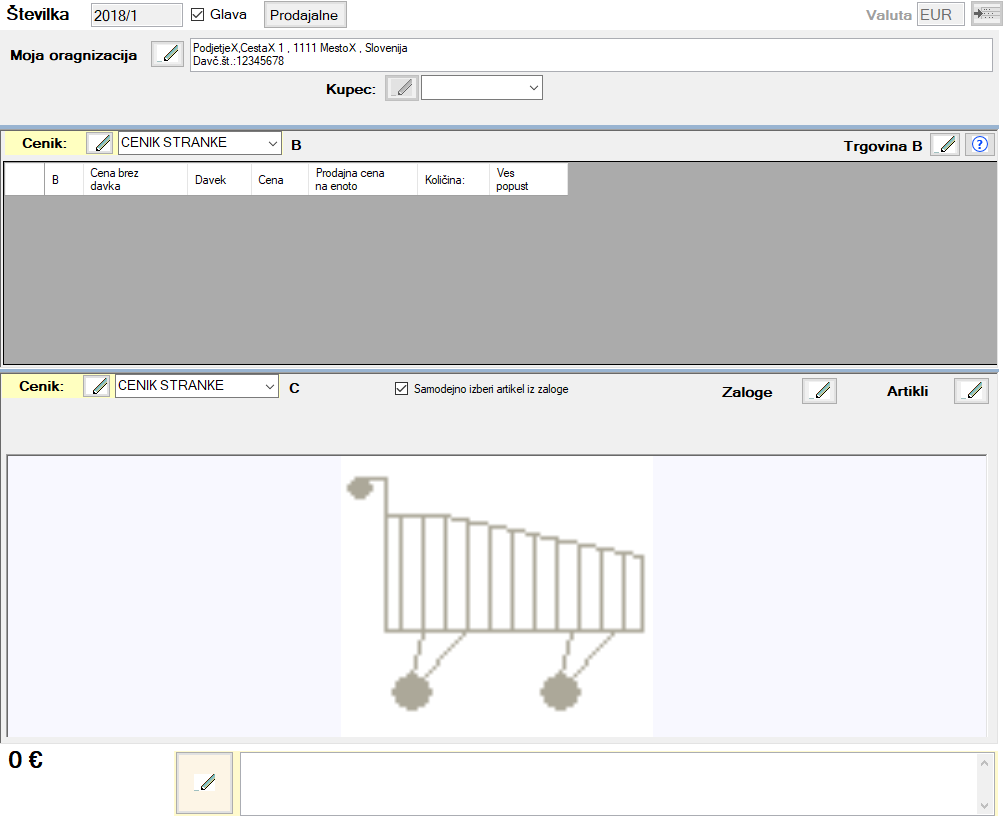 Številka 2018/1 Glava Prodajalne Valuta EUR
Moja oragnizacija PodjetjeX,CestaX 1 , 1111 MestoX , Slovenija
Davč.št.:12345678
Kupec:
Cenik: CENIK STRANKE B Trgovina B ?
B Cena brez davka Davek Cena Prodajna cena na enoto Količina: Ves popust
Cenik: CENIK STRANKE C Samodejno izberi artikel iz zaloge Zaloge Artikli
0 €